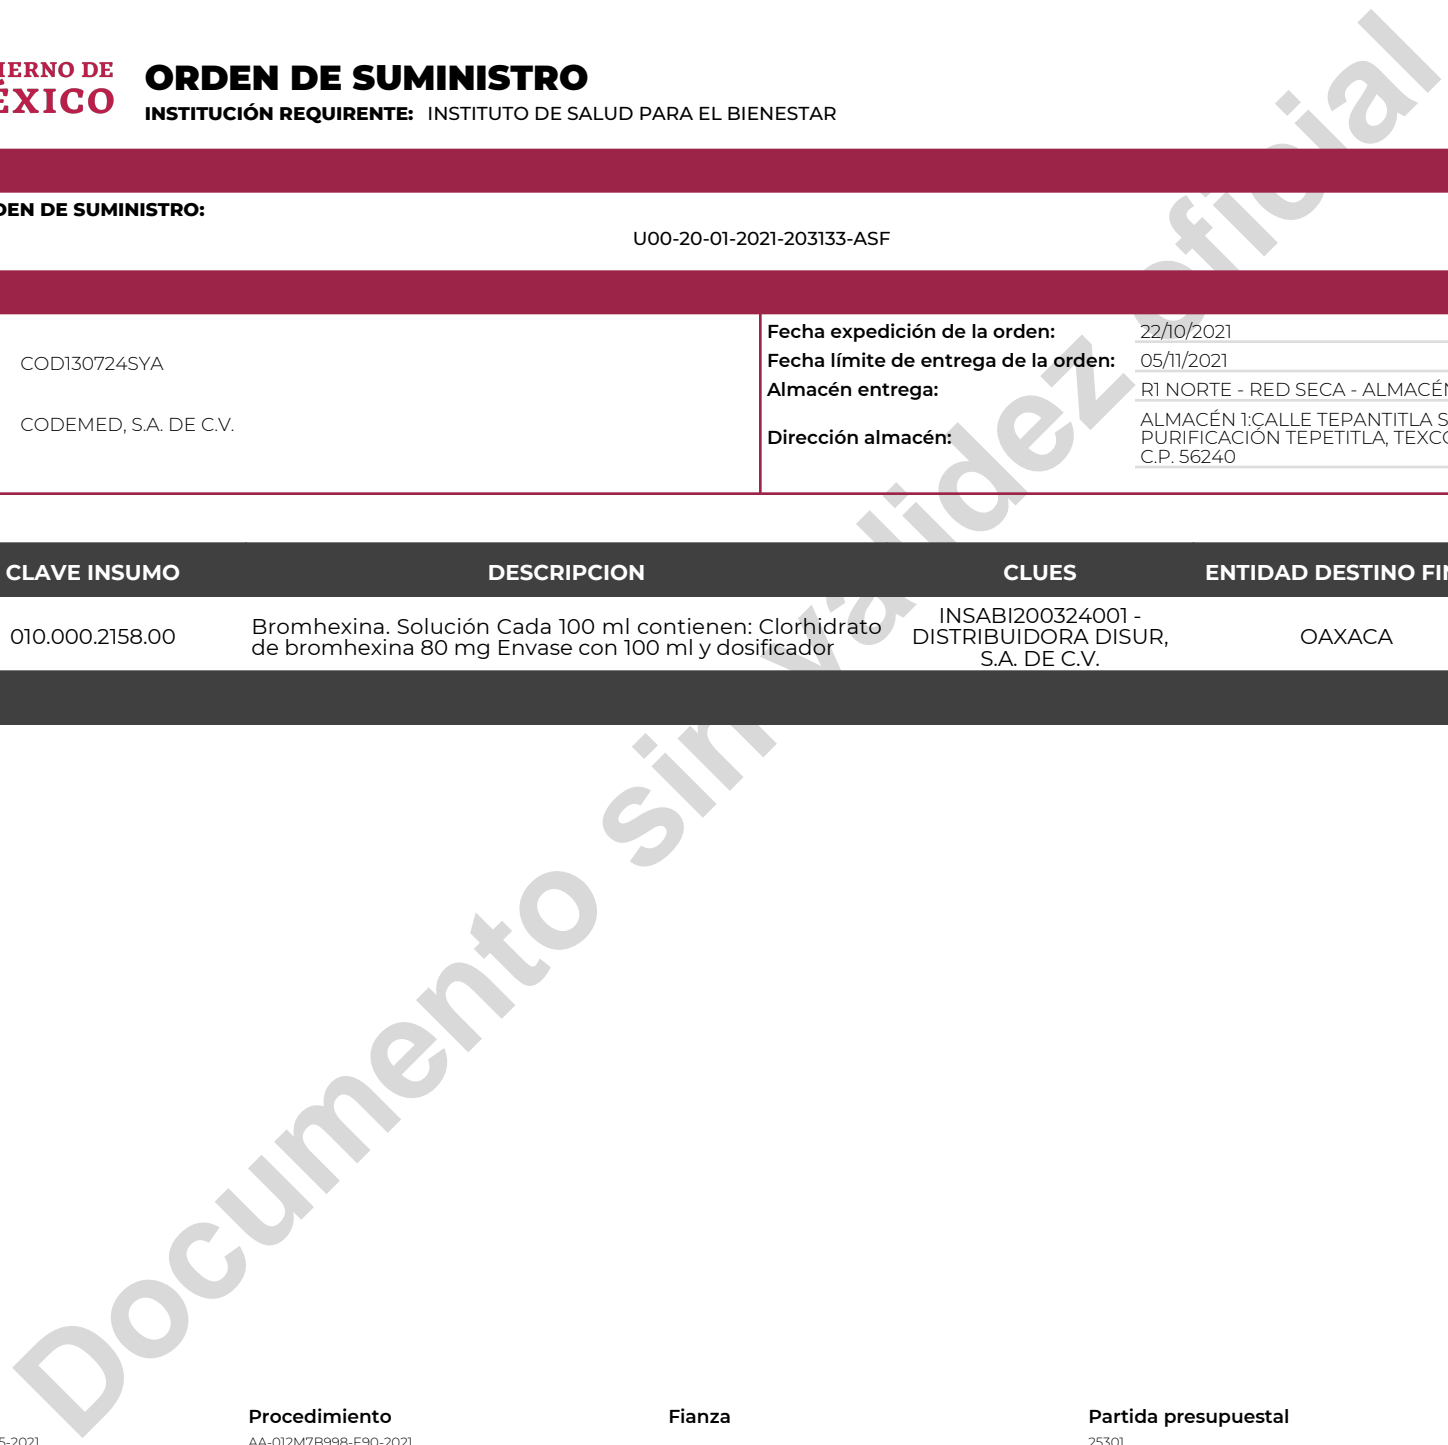 ORDEN DE SUMINISTRO
INSTITUCIÓN REQUIRENTE: INSTITUTO DE SALUD PARA EL BIENESTAR
DE
ÉXICO
DE SUMINISTRO:
U00-20-01-2021-203133-ASF
COD130724SYA
CODEMED, S.A. DE C.V.
Fecha expedición de la orden: 22/10/2021
Fecha límite de entrega de la orden: 05/11/2021
Almacén entrega: R1 NORTE - RED SECA - ALMACÉN
Dirección almacén:
ALMACÉN 1:CALLE TEPANTITLA
PURIFICACIÓN TEPETITLA,
C.P. 56240
CLAVE INSUMO DESCRIPCION CLUES ENTIDAD DESTINO
010.000.2158.00
Bromhexina. Solución Cada 100 ml contienen: Clorhidrato
de bromhexina 80 mg Envase con 100 ml y dosificador
INSABI200324001 -
DISTRIBUIDORA DISUR,
S.A. DE C.V.
OAXACA
Documento sin validez oficial
Procedimiento Fianza Partida presupuestal
AA-012M7B998-E90-2021 25301